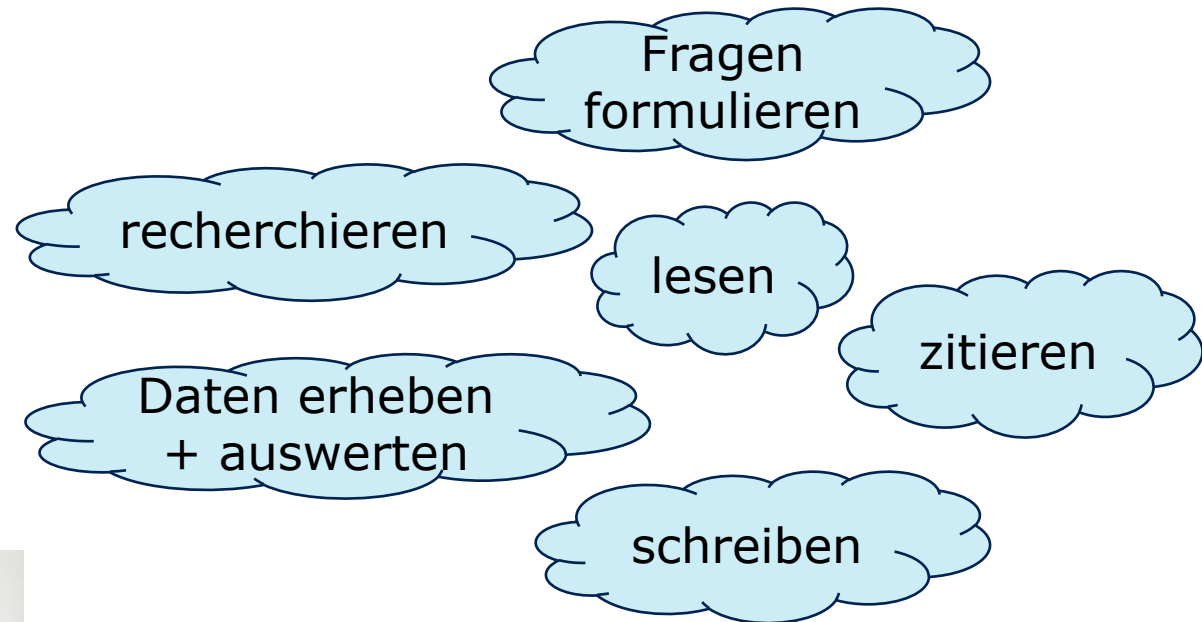 Fragen
formulieren
recherchieren
lesen
zitieren
Daten erheben
+ auswerten
schreiben